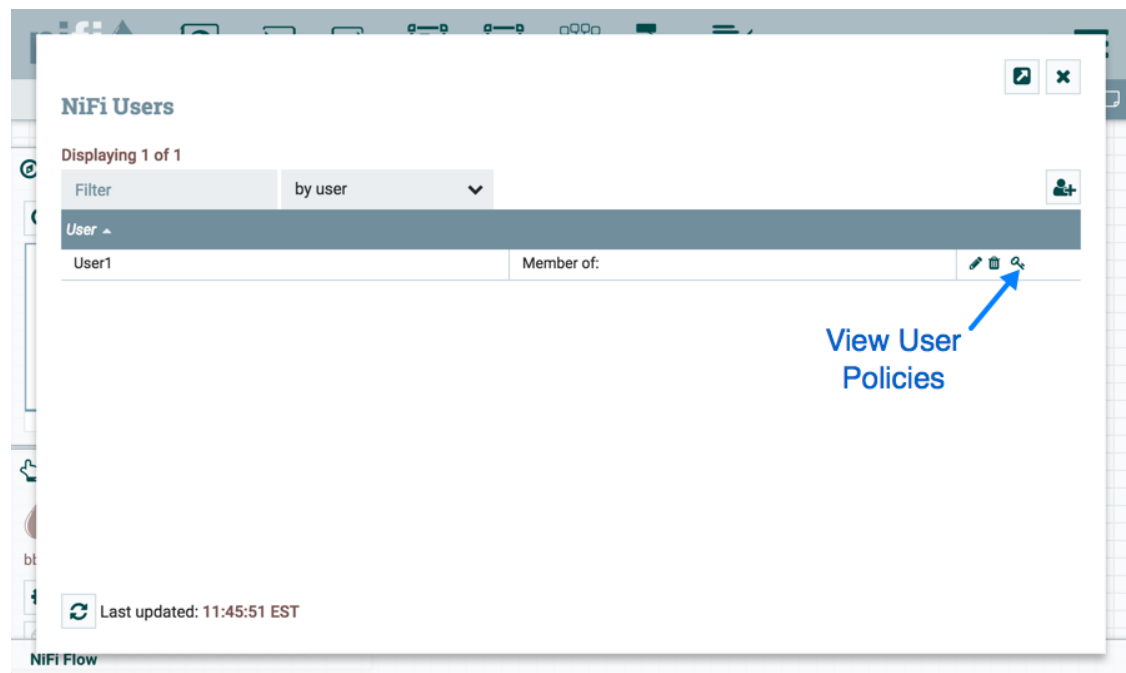 NiFi Users
Displaying 1 of 1
Filter
by user
User
User1
Member of:
View User
Policies
Last updated: 11:45:51 EST
NiFi Flow